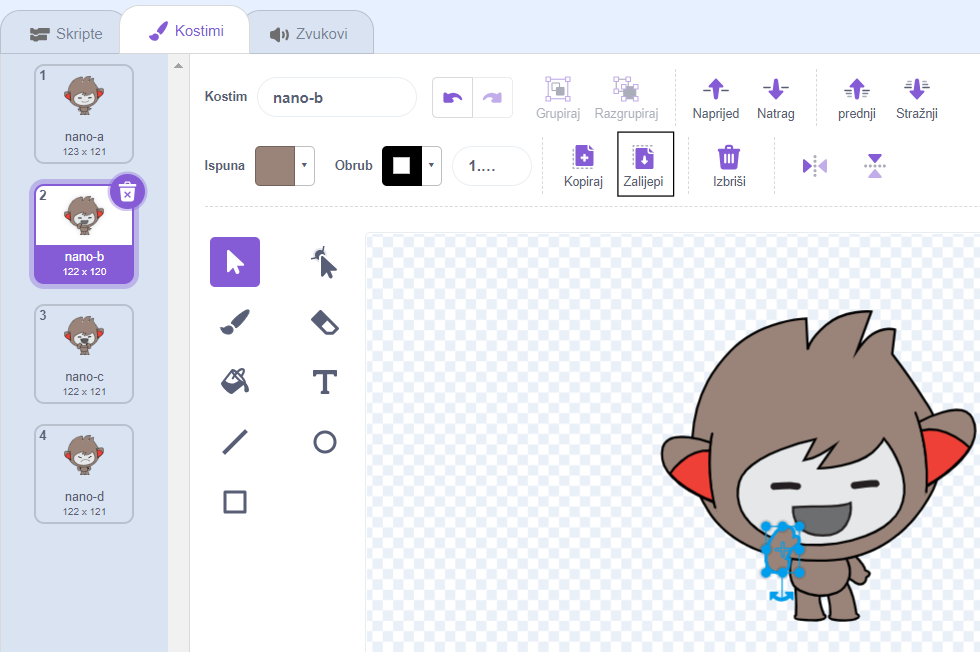 Skripte
Kostimi
Zvukovi
1
nano-a
123 x 121
2
nano-b
122 x 120
3
nano-c
122 x 121
4
nano-d
122 x 121
Kostim
nano-b
Grupiraj
Razgrupiraj
Naprijed
Natrag
prednji
Stražnji
Ispuna
Obrub
1....
Kopiraj
Zalijepi
Izbriši